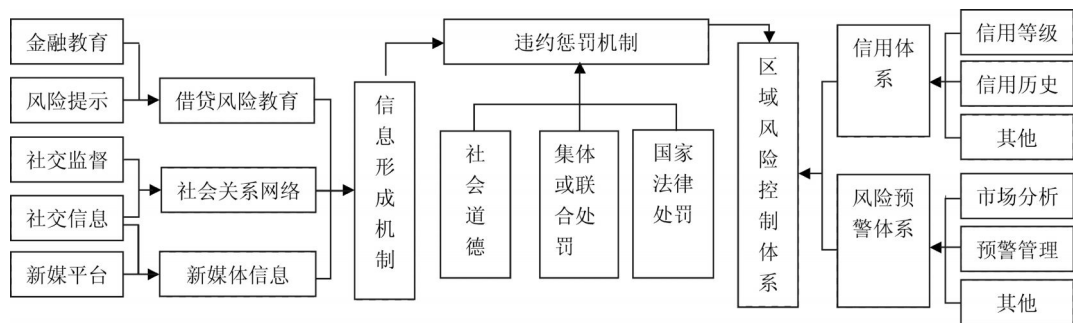 金融教育
风险提示
社交监督
社交信息
新媒平台
借贷风险教育
社会关系网络
新媒体信息
信息形成机制
违约惩罚机制
社会道德
集体
或联
合处
罚
国家
法律
处罚
区域风险控制体系
信用体
系
风险预
警体系
信用等级
信用历史
其他
市场分析
预警管理
其他